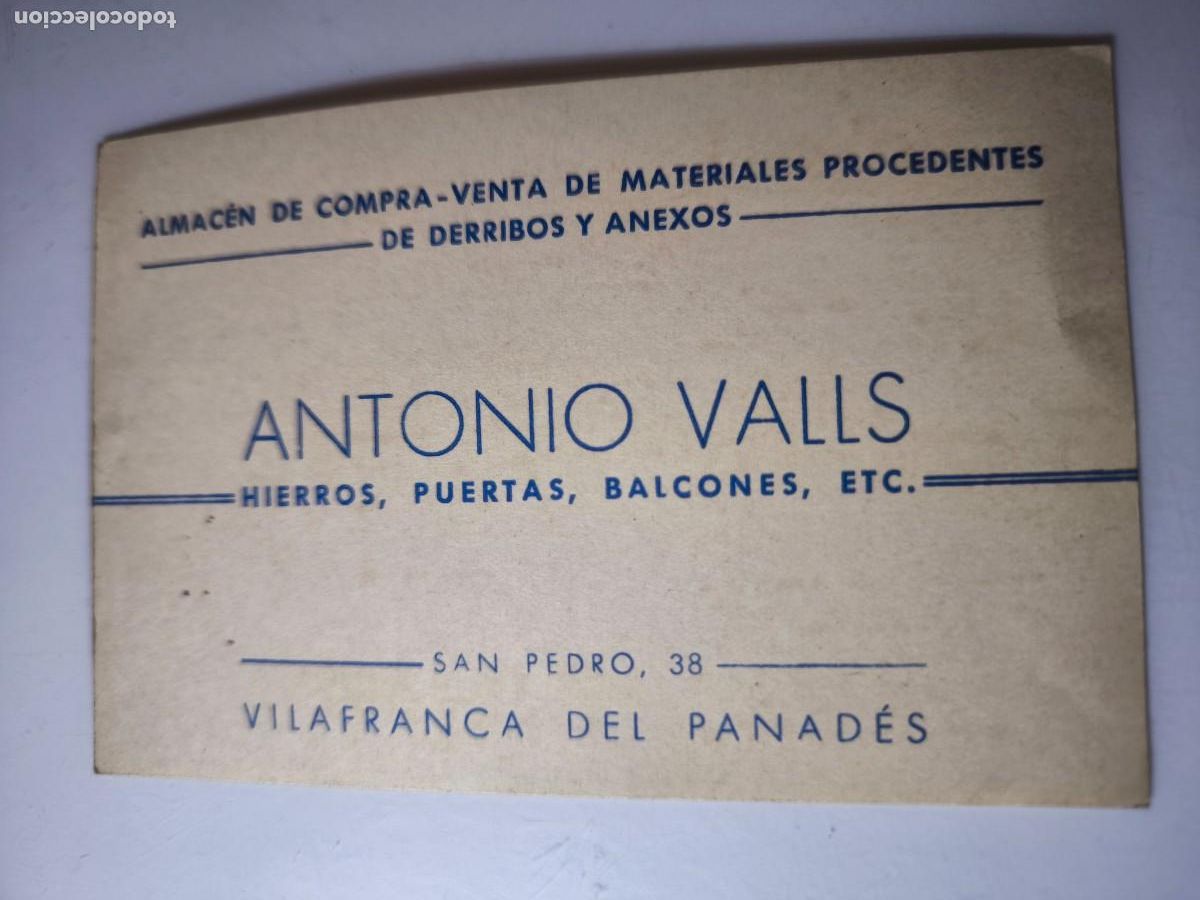 todocoleccion
ALMACÉN DE COMPRA-VENTA DE MATERIALES PROCEDENTES
DE DERRIBOS Y ANEXOS
ANTONIO VALLS
HIERROS, PUERTAS, BALCONES, ETC.
SAN PEDRO, 38
VILAFRANCA DEL PANADÉS